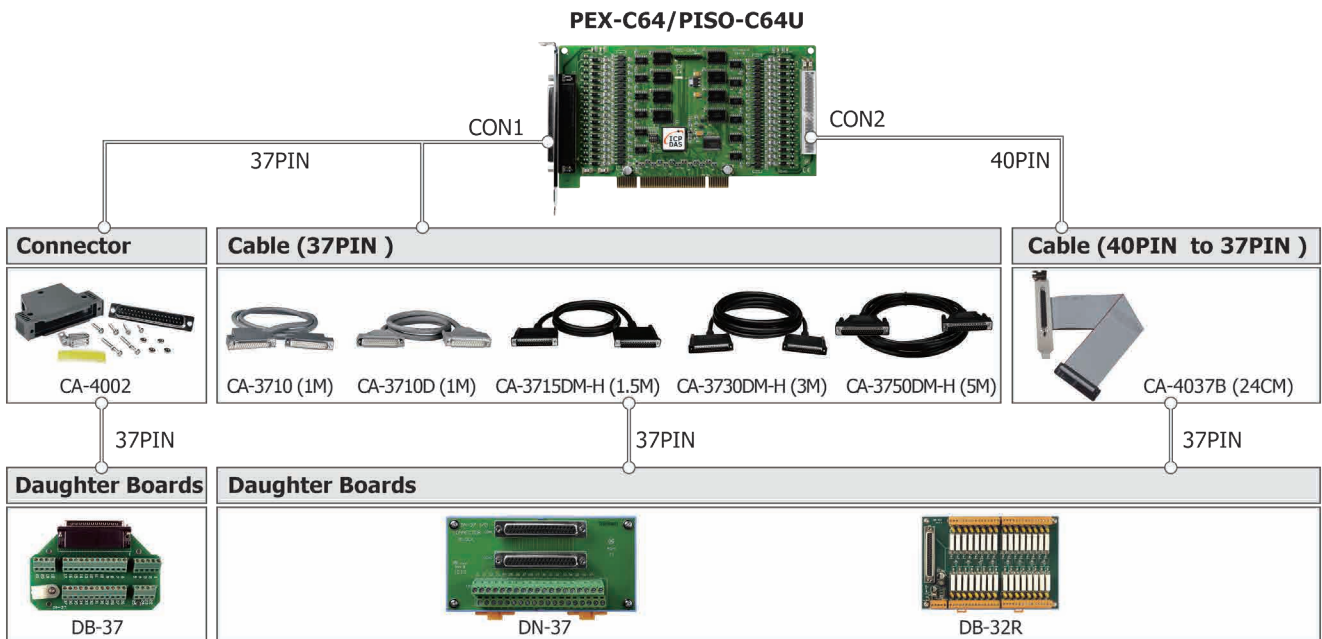 PEX-C64/PISO-C64U
CON1
CON2
37PIN
40PIN
ICP
DAS
Connector
Cable (37PIN )
Cable (40PIN  to 37PIN )
CA-4002
CA-3710 (1M)
CA-3710D (1M)
CA-3715DM-H (1.5M)
CA-3730DM-H (3M)
CA-3750DM-H (5M)
CA-4037B (24CM)
37PIN
37PIN
37PIN
Daughter Boards
Daughter Boards
DB-37
DN-37
DB-32R